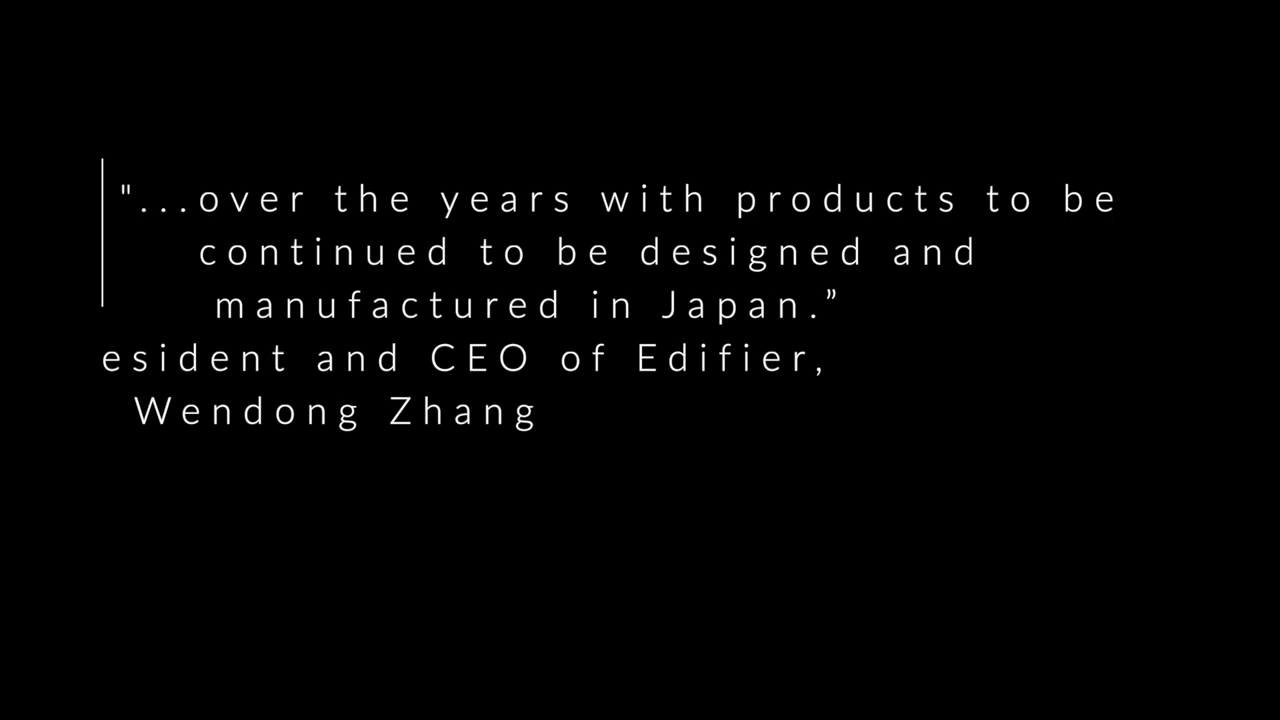 "...over the years with products to be
continued to be designed and
manufactured in Japan.”
esident and CEO of Edifier,
Wendong Zhang